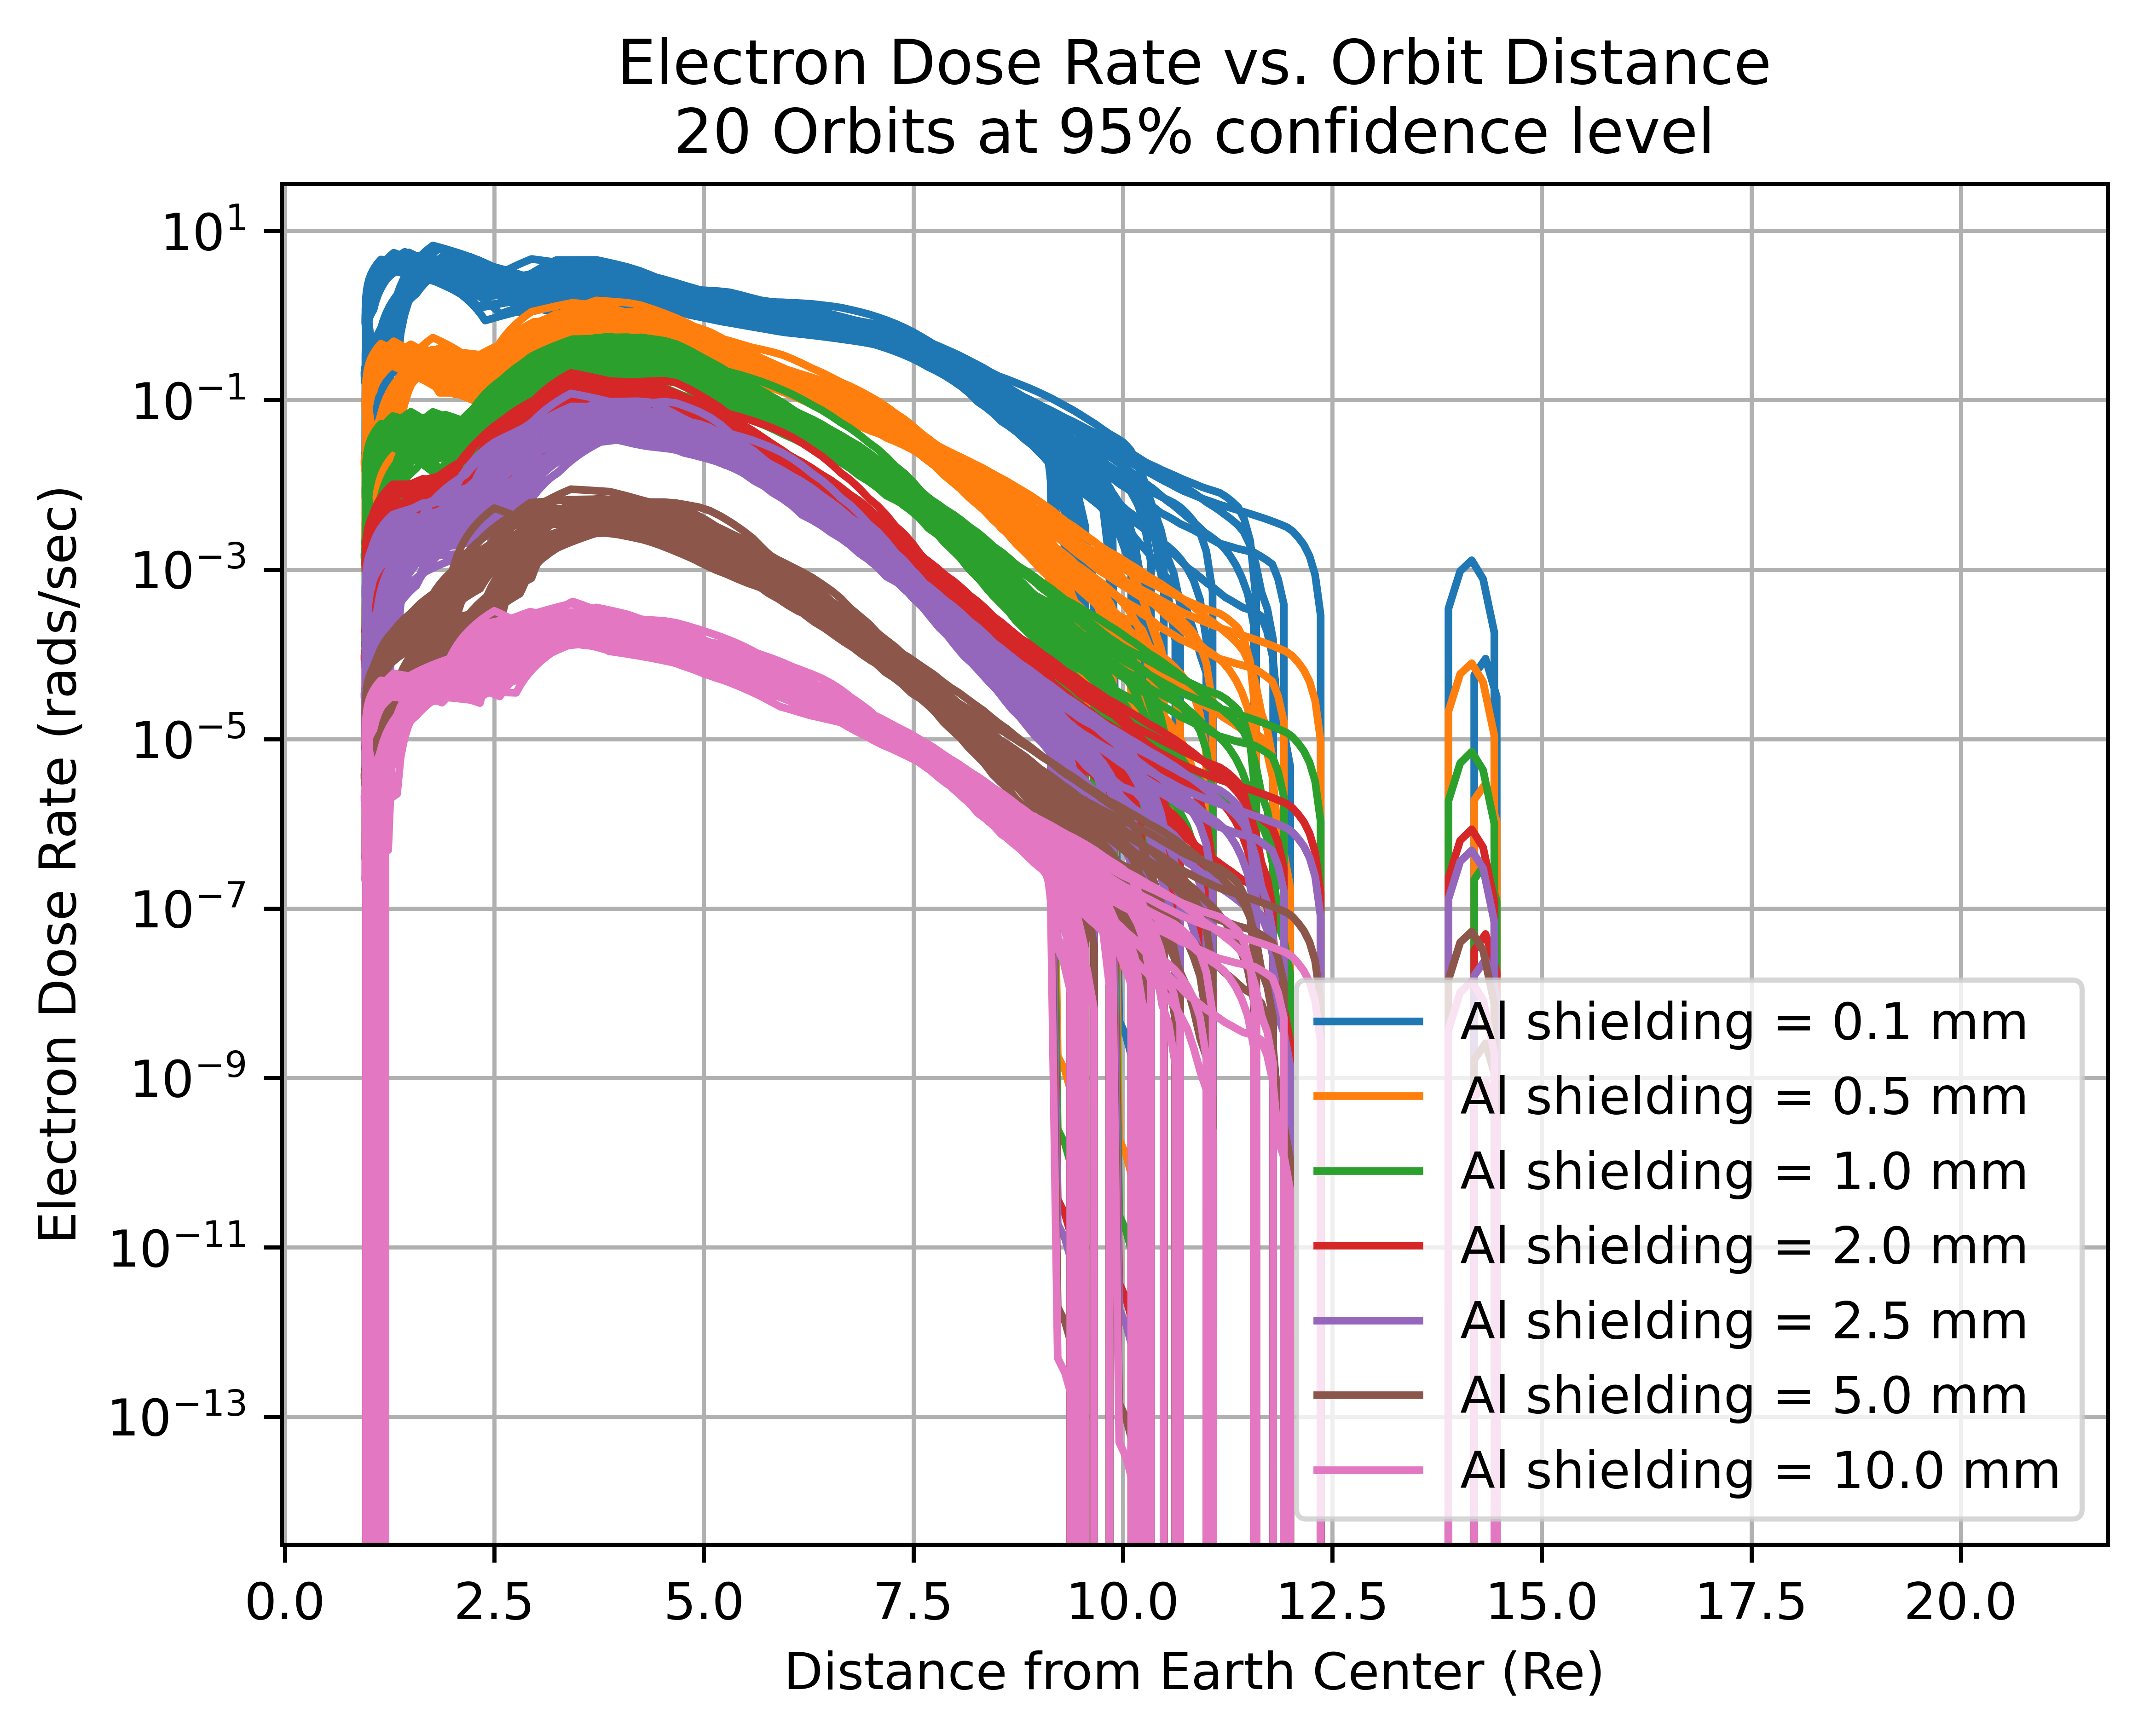 Electron Dose Rate vs. Orbit Distance
20 Orbits at 95% confidence level
Electron Dose Rate (rads/sec)
10^1
10^-1
10^-3
10^-5
10^-7
10^-9
10^-11
10^-13
Al shielding = 0.1 mm
Al shielding = 0.5 mm
Al shielding = 1.0 mm
Al shielding = 2.0 mm
Al shielding = 2.5 mm
Al shielding = 5.0 mm
Al shielding = 10.0 mm
0.0 2.5 5.0 7.5 10.0 12.5 15.0 17.5 20.0
Distance from Earth Center (Re)